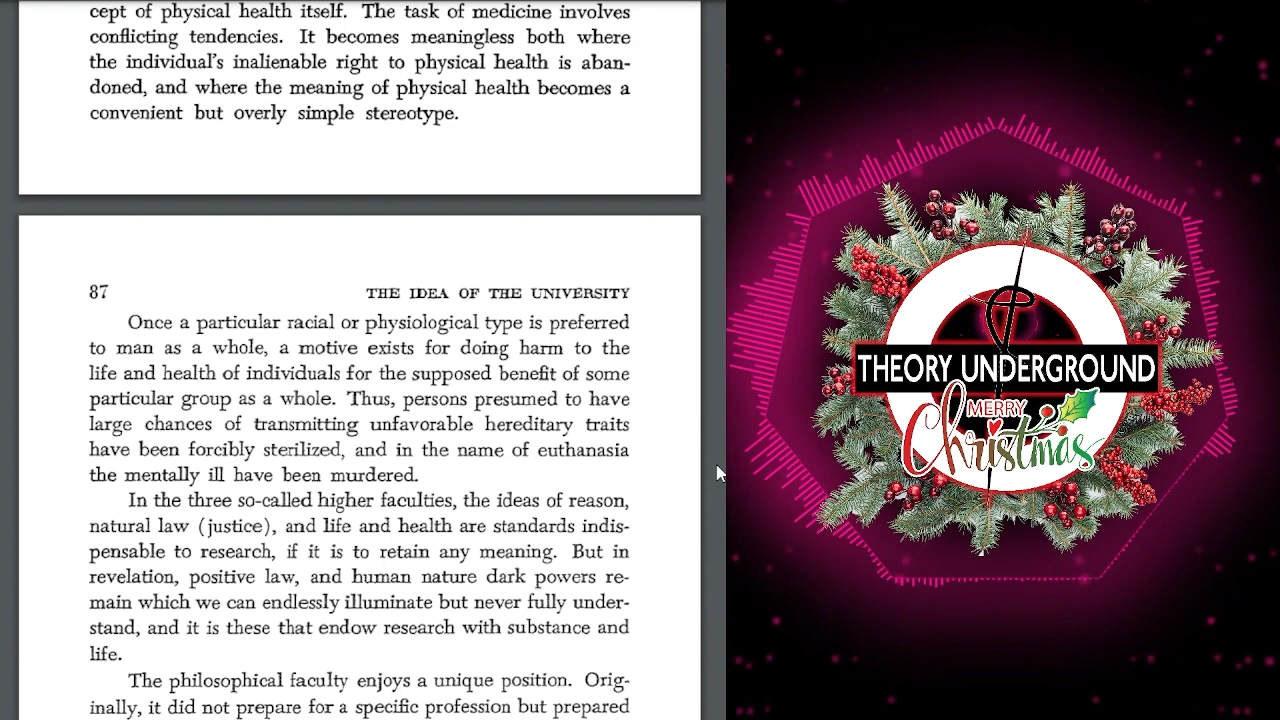 cept of physical health itself. The task of medicine involves
conflicting tendencies. It becomes meaningless both where
the individual's inalienable right to physical health is aban-
doned, and where the meaning of physical health becomes a
convenient but overly simple stereotype.
87 THE IDEA OF THE UNIVERSITY
Once a particular racial or physiological type is preferred
to man as a whole, a motive exists for doing harm to the
life and health of individuals for the supposed benefit of some
particular group as a whole. Thus, persons presumed to have
large chances of transmitting unfavorable hereditary traits
have been forcibly sterilized, and in the name of euthanasia
the mentally ill have been murdered.
In the three so-called higher faculties, the ideas of reason,
natural law (justice), and life and health are standards indis-
pensable to research, if it is to retain any meaning. But in
revelation, positive law, and human nature dark powers re-
main which we can endlessly illuminate but never fully under-
stand, and it is these that endow research with substance and
life.
The philosophical faculty enjoys a unique position. Orig-
inally, it did not prepare for a specific profession but prepared
THEORY UNDERGROUND
MERRY
Christmas